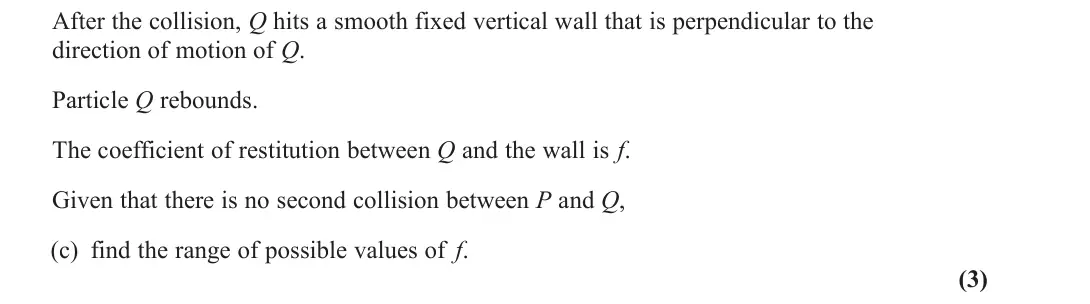 After the collision, Q hits a smooth fixed vertical wall that is perpendicular to the
direction of motion of Q.
Particle Q rebounds.
The coefficient of restitution between Q and the wall is f.
Given that there is no second collision between P and Q,
(c) find the range of possible values of f.
(3)